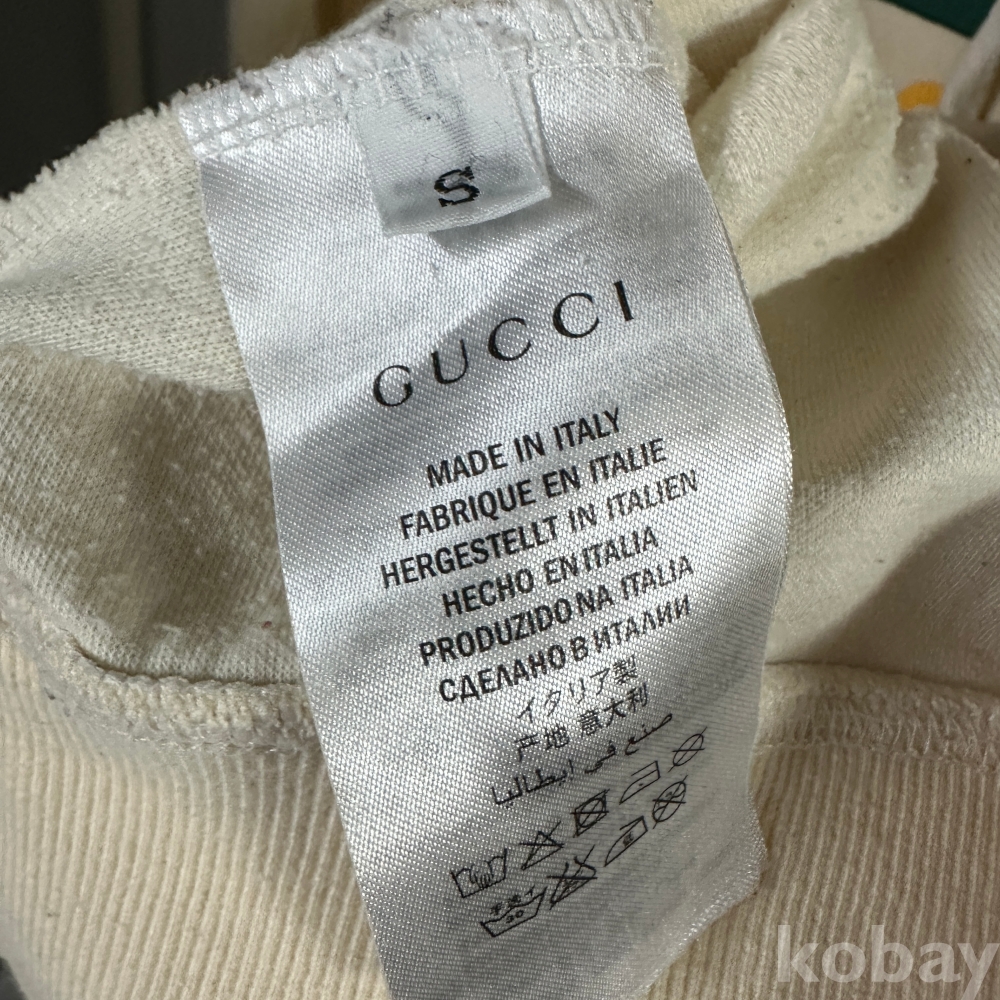 S
GUCCI
MADE IN ITALY
FABRIQUE EN ITALIE
HERGESTELLT IN ITALIEN
HECHO EN ITALIA
PRODUZIDO NA ITALIA
СДЕЛАНО В ИТАЛИИ
イタリア製
产地 意大利
صنع في ايطاليا
30
kobay